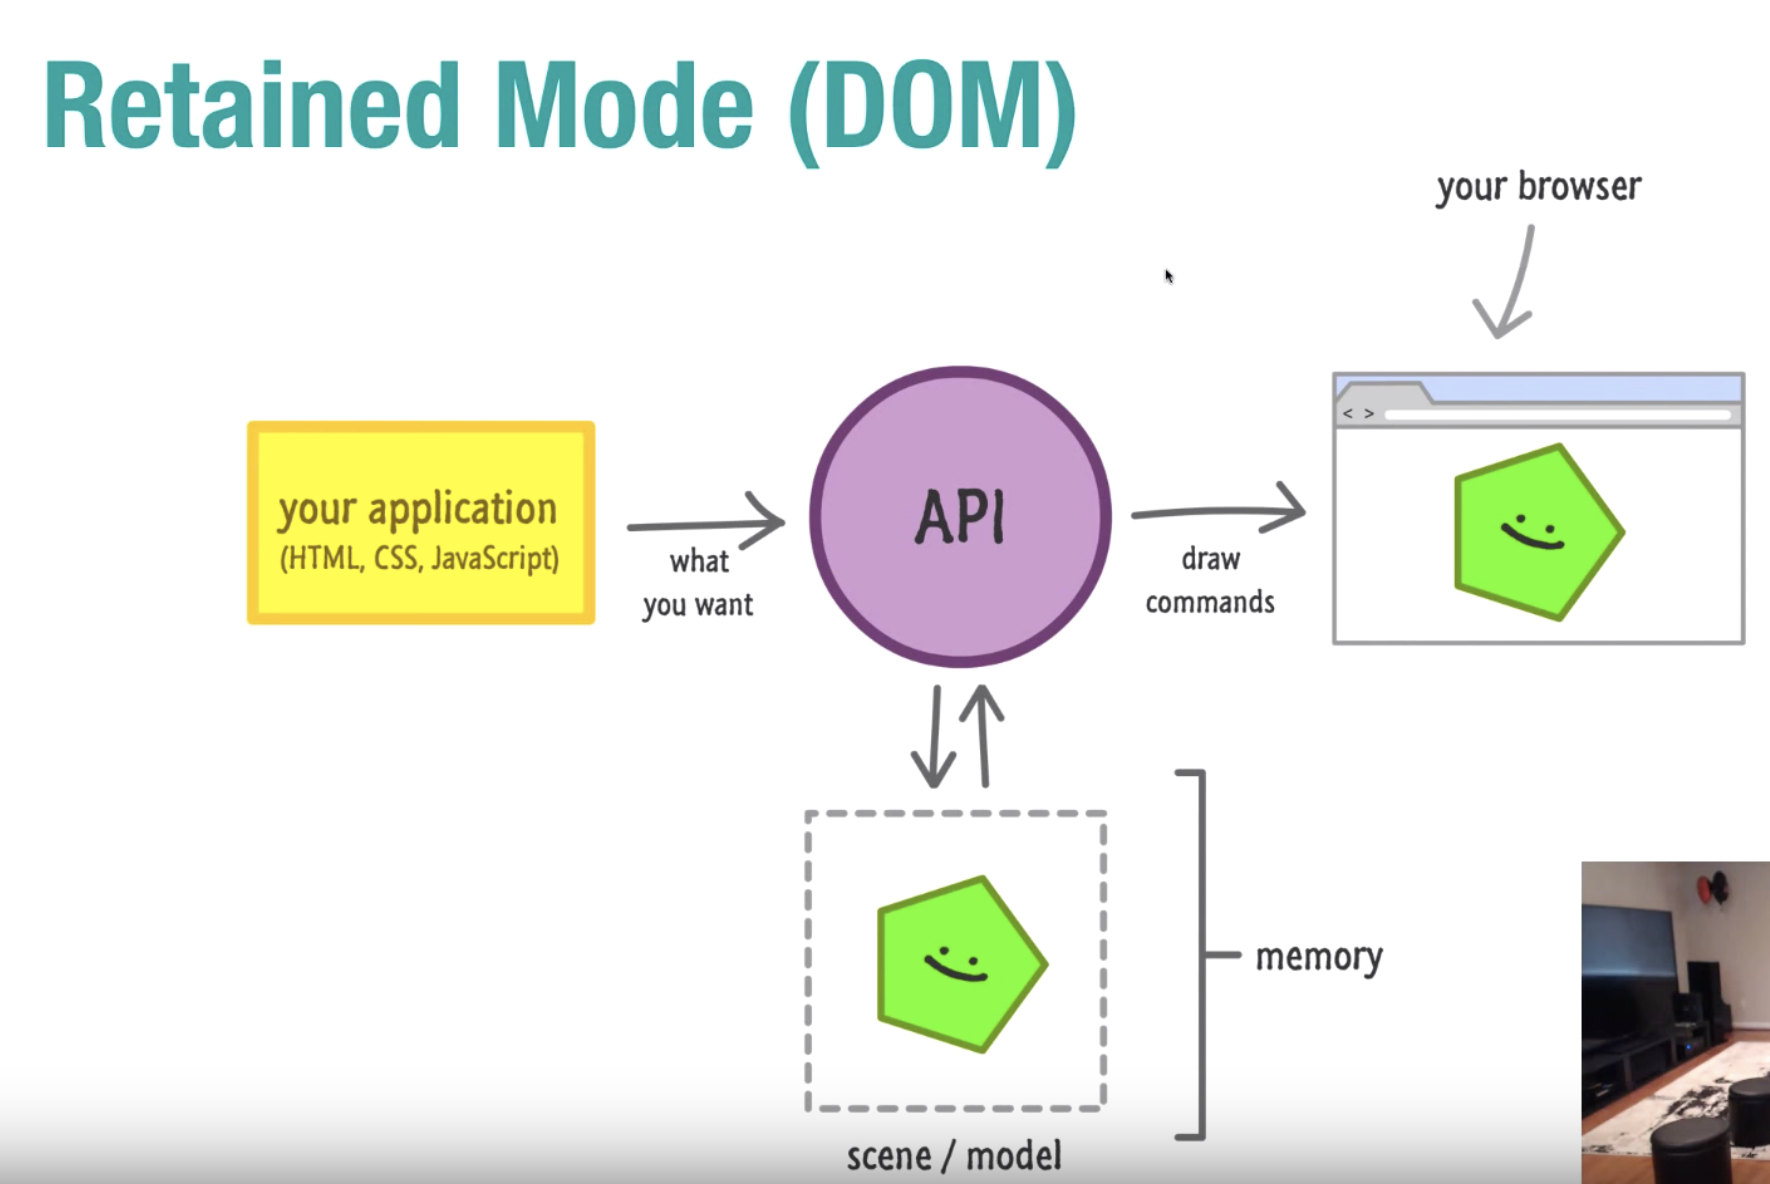 Retained Mode (DOM)
your browser
< >
your application
(HTML, CSS, JavaScript)
what
you want
API
draw
commands
memory
scene / model